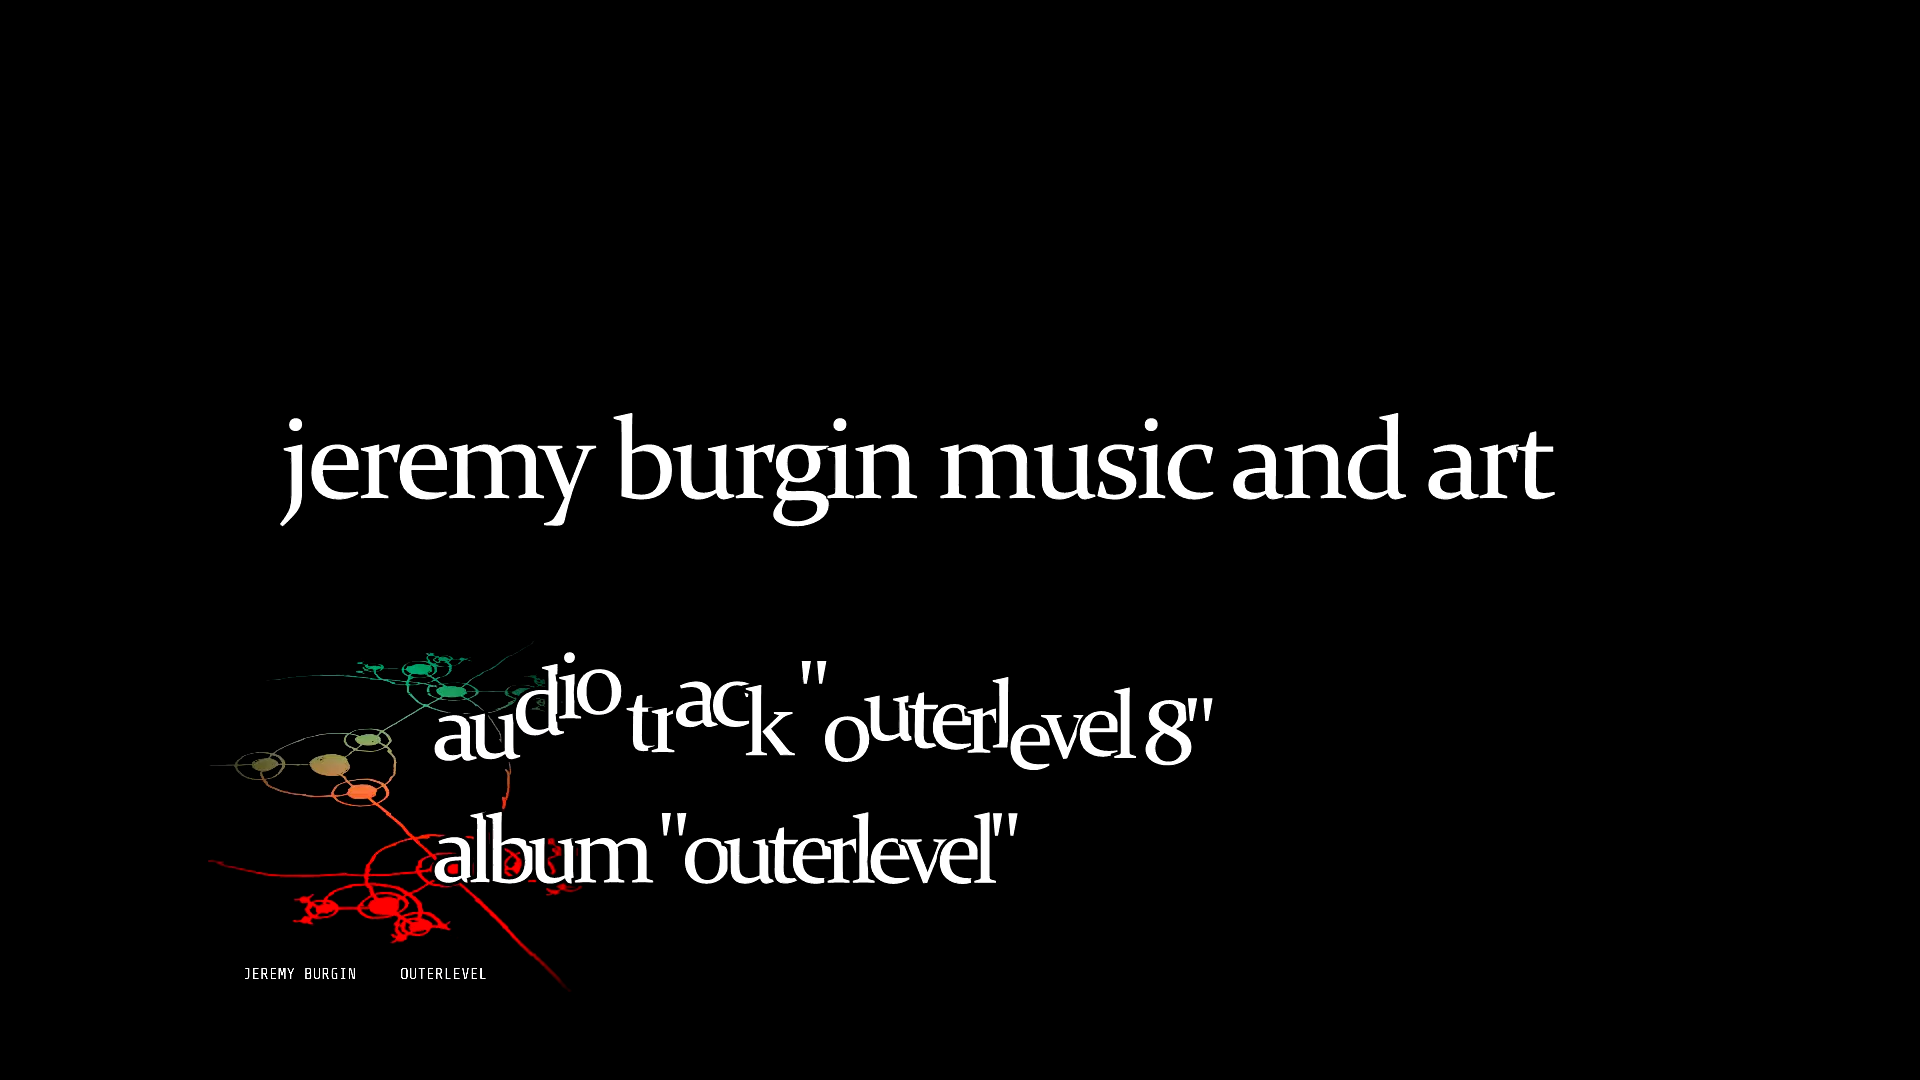 jeremy burgin music and art
audio track "outerlevel 8"
album "outerlevel"
JEREMY BURGIN OUTERLEVEL